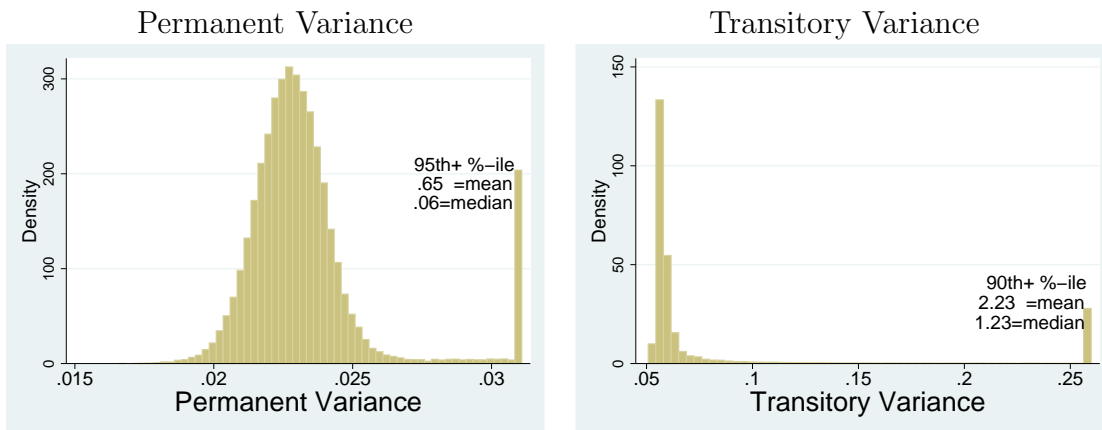 Permanent Variance
Transitory Variance
Density
300
200
100
0
95th+ %-ile
.65 =mean
.06=median
.015
.02
.025
.03
Permanent Variance
Density
150
100
50
0
90th+ %-ile
2.23 =mean
1.23=median
.05
.1
.15
.2
.25
Transitory Variance